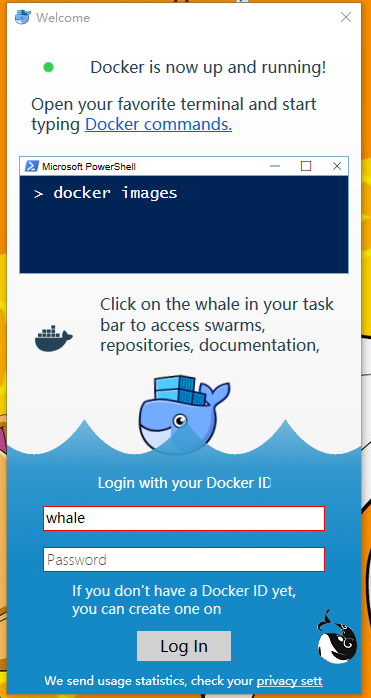 Welcome
Docker is now up and running!
Open your favorite terminal and start
typing Docker commands.
Microsoft PowerShell
> docker images
Click on the whale in your task
bar to access swarms,
repositories, documentation,
Login with your Docker ID
whale
Password
If you don't have a Docker ID yet,
you can create one on
Log In
We send usage statistics, check your privacy sett